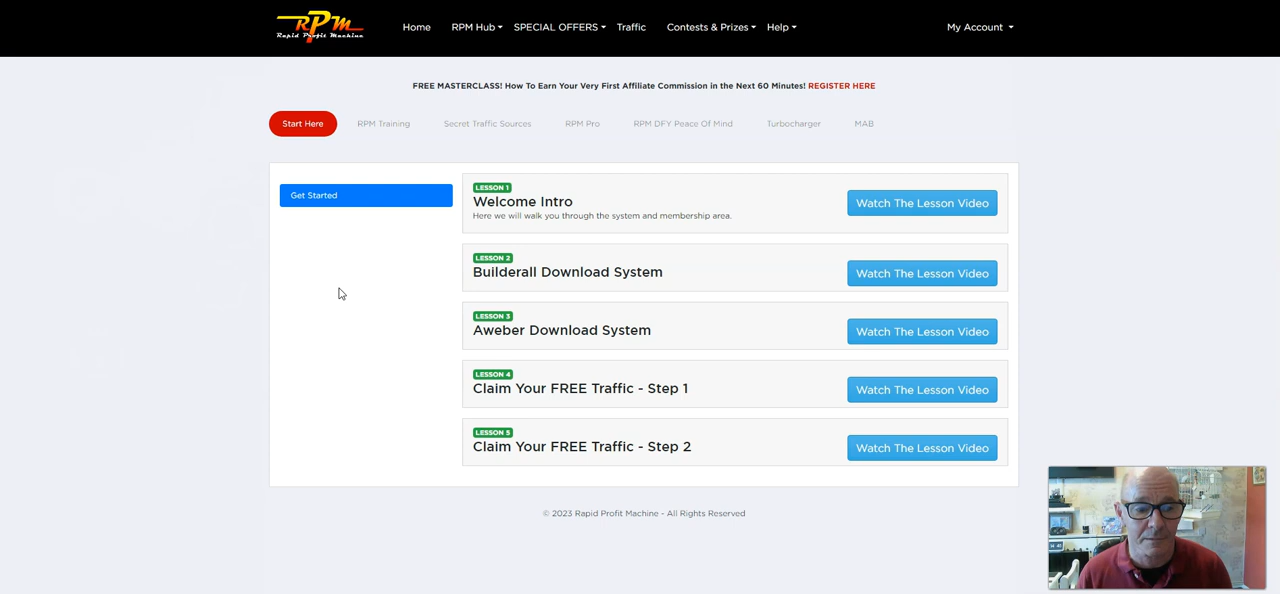 RPM
Rapid Profit Machine
Home RPM Hub SPECIAL OFFERS Traffic Contests & Prizes Help My Account
FREE MASTERCLASS! How To Earn Your Very First Affiliate Commission in the Next 60 Minutes! REGISTER HERE
Start Here RPM Training Secret Traffic Sources RPM Pro RPM DFY Peace Of Mind Turbocharger MAB
Get Started
LESSON 1
Welcome Intro
Here we will walk you through the system and membership area.
Watch The Lesson Video
LESSON 2
Builderall Download System
Watch The Lesson Video
LESSON 3
Aweber Download System
Watch The Lesson Video
LESSON 4
Claim Your FREE Traffic - Step 1
Watch The Lesson Video
LESSON 5
Claim Your FREE Traffic - Step 2
Watch The Lesson Video
© 2023 Rapid Profit Machine - All Rights Reserved